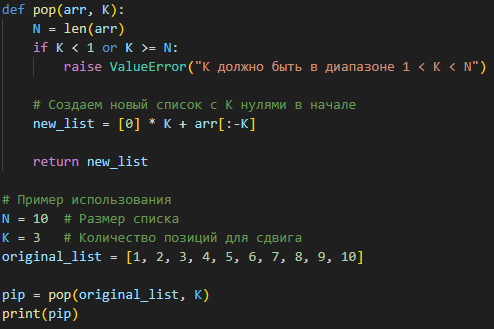 def pop(arr, K):
    N = len(arr)
    if K < 1 or K >= N:
        raise ValueError("K должно быть в диапазоне 1 < K < N")

    # Создаем новый список с K нулями в начале
    new_list = [0] * K + arr[:-K]

    return new_list

# Пример использования
N = 10  # Размер списка
K = 3   # Количество позиций для сдвига
original_list = [1, 2, 3, 4, 5, 6, 7, 8, 9, 10]

pip = pop(original_list, K)
print(pip)